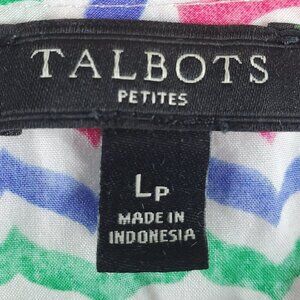 TALBOTS
PETITES
LP
MADE IN
INDONESIA